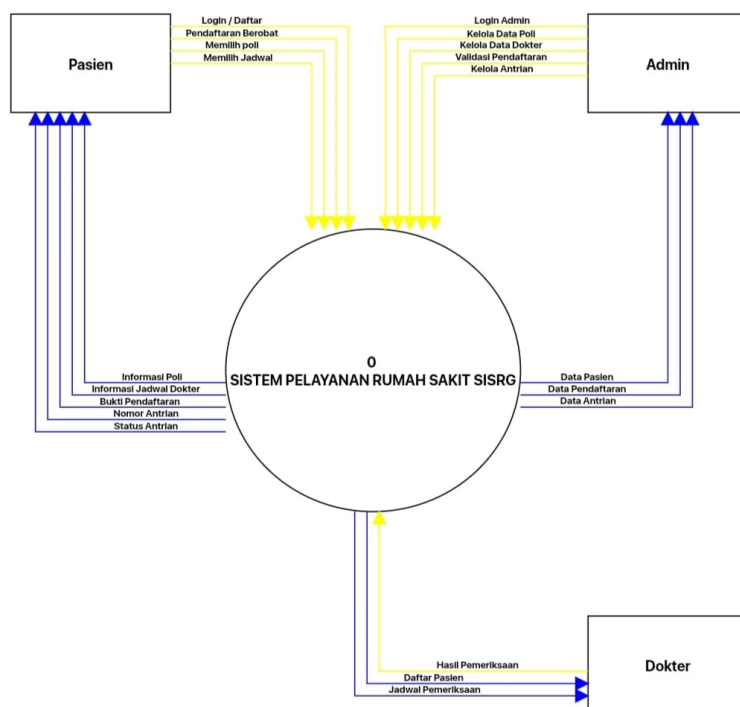 Login / Daftar
Pendaftaran Berobat
Memilih poli
Memilih Jadwal
Pasien
Login Admin
Kelola Data Poli
Kelola Data Dokter
Validasi Pendaftaran
Kelola Antrian
Admin
0
SISTEM PELAYANAN RUMAH SAKIT SISRG
Informasi Poli
Informasi Jadwal Dokter
Bukti Pendaftaran
Nomor Antrian
Status Antrian
Data Pasien
Data Pendaftaran
Data Antrian
Hasil Pemeriksaan
Daftar Pasien
Jadwal Pemeriksaan
Dokter